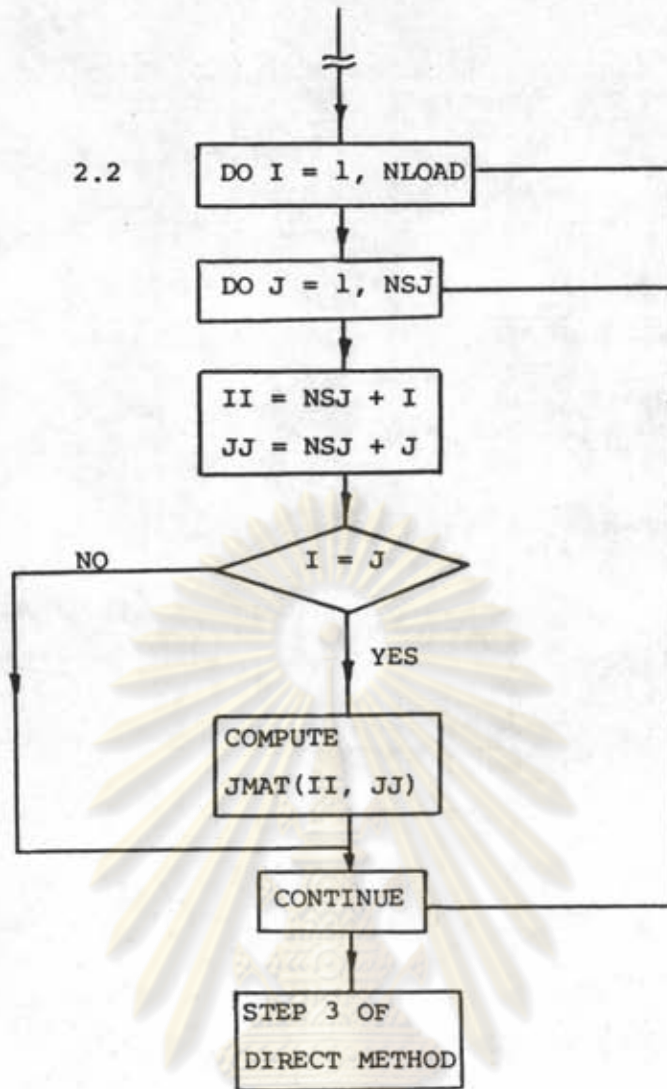 2.2
DO I = 1, NLOAD
DO J = 1, NSJ
II = NSJ + I
JJ = NSJ + J
I = J
NO
YES
COMPUTE
JMAT(II, JJ)
CONTINUE
STEP 3 OF
DIRECT METHOD